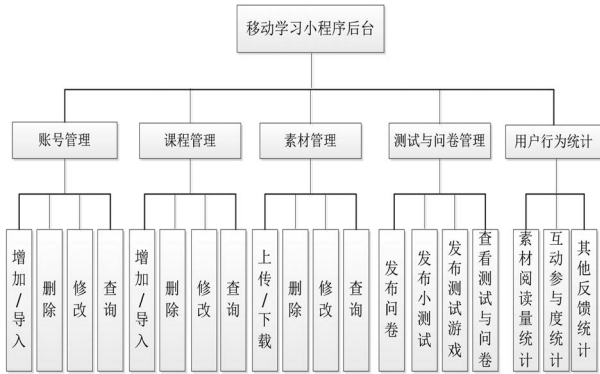 移动学习小程序后台
账号管理
课程管理
素材管理
测试与问卷管理
用户行为统计
增加/导入
删除
修改
查询
增加/导入
删除
修改
查询
上传/下载
删除
修改
查询
发布问卷
发布小测试
发布测试游戏
查看测试与问卷
素材阅读量统计
互动参与度统计
其他反馈统计